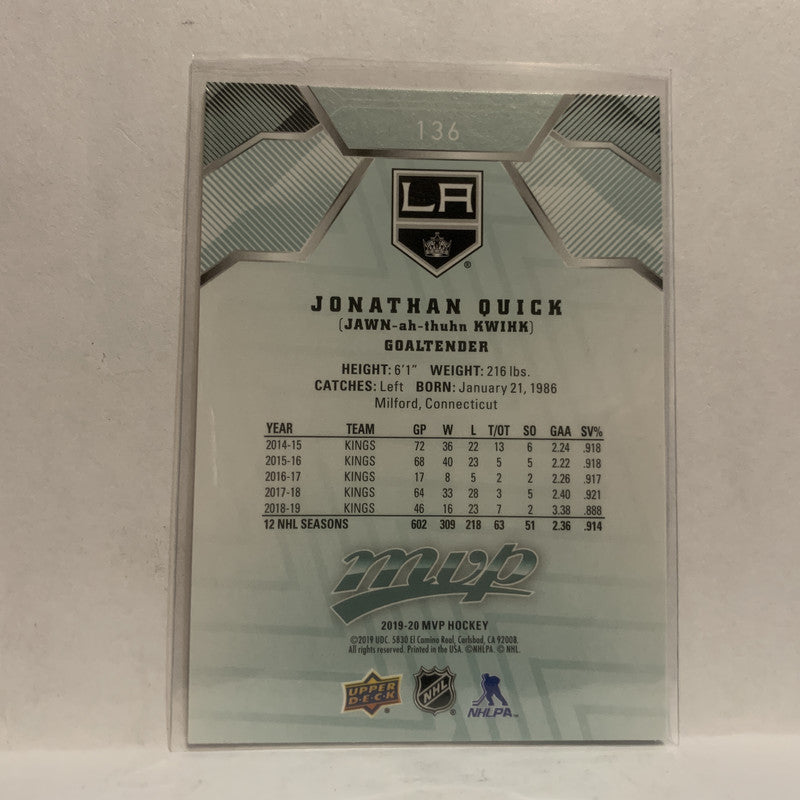 136
LA
®
JONATHAN QUICK
(JAWN-ah-thuhn KWIHK)
GOALTENDER
HEIGHT: 6'1" WEIGHT: 216 lbs.
CATCHES: Left BORN: January 21, 1986
Milford, Connecticut
YEAR TEAM GP W L T/OT SO GAA SV%
2014-15 KINGS 72 36 22 13 6 2.24 .918
2015-16 KINGS 68 40 23 5 5 2.22 .918
2016-17 KINGS 17 8 5 2 2 2.26 .917
2017-18 KINGS 64 33 28 3 5 2.40 .921
2018-19 KINGS 46 16 23 7 2 3.38 .888
12 NHL SEASONS 602 309 218 63 51 2.36 .914
mvp
2019-20 MVP HOCKEY
©2019 UDC. 5830 El Camino Real, Carlsbad, CA 92008.
All rights reserved. Printed in the USA. ©NHLPA. © NHL.
UPPER DECK ® NHL ® NHLPA™